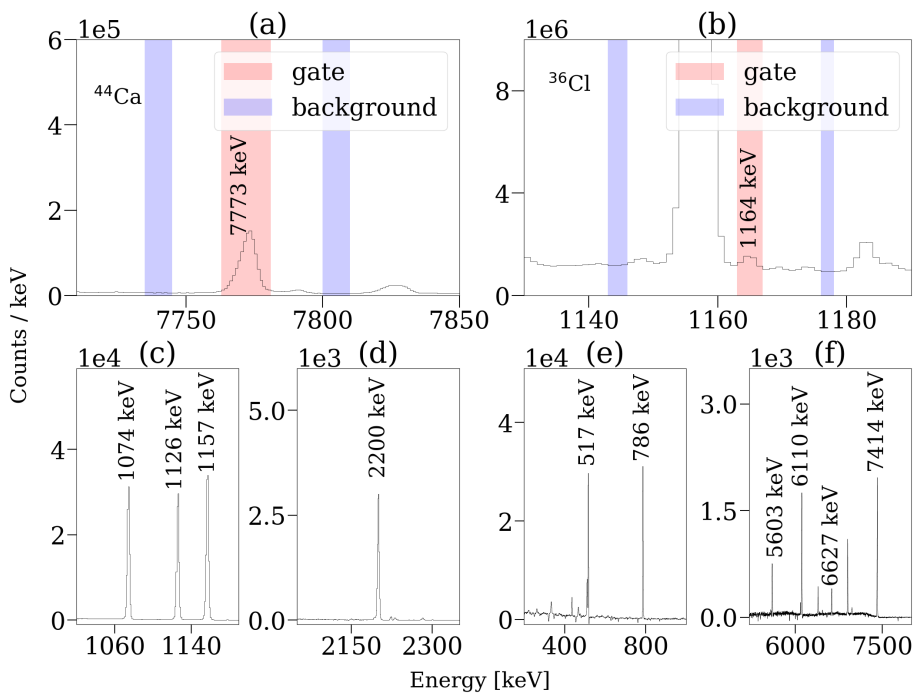 (a)
(b)
1e5
1e6
6
4
2
0
⁴⁴Ca
gate
background
7773 keV
7750
7800
7850
8
4
0
³⁶Cl
gate
background
1164 keV
1140
1160
1180
Counts / keV
(c)
(d)
(e)
(f)
1e4
1e3
1e4
1e3
4
2
0
1074 keV
1126 keV
1157 keV
1060
1140
5.0
2.5
0.0
2200 keV
2150
2300
4
2
0
517 keV
786 keV
400
800
3.0
1.5
0.0
5603 keV
6110 keV
6627 keV
7414 keV
6000
7500
Energy [keV]